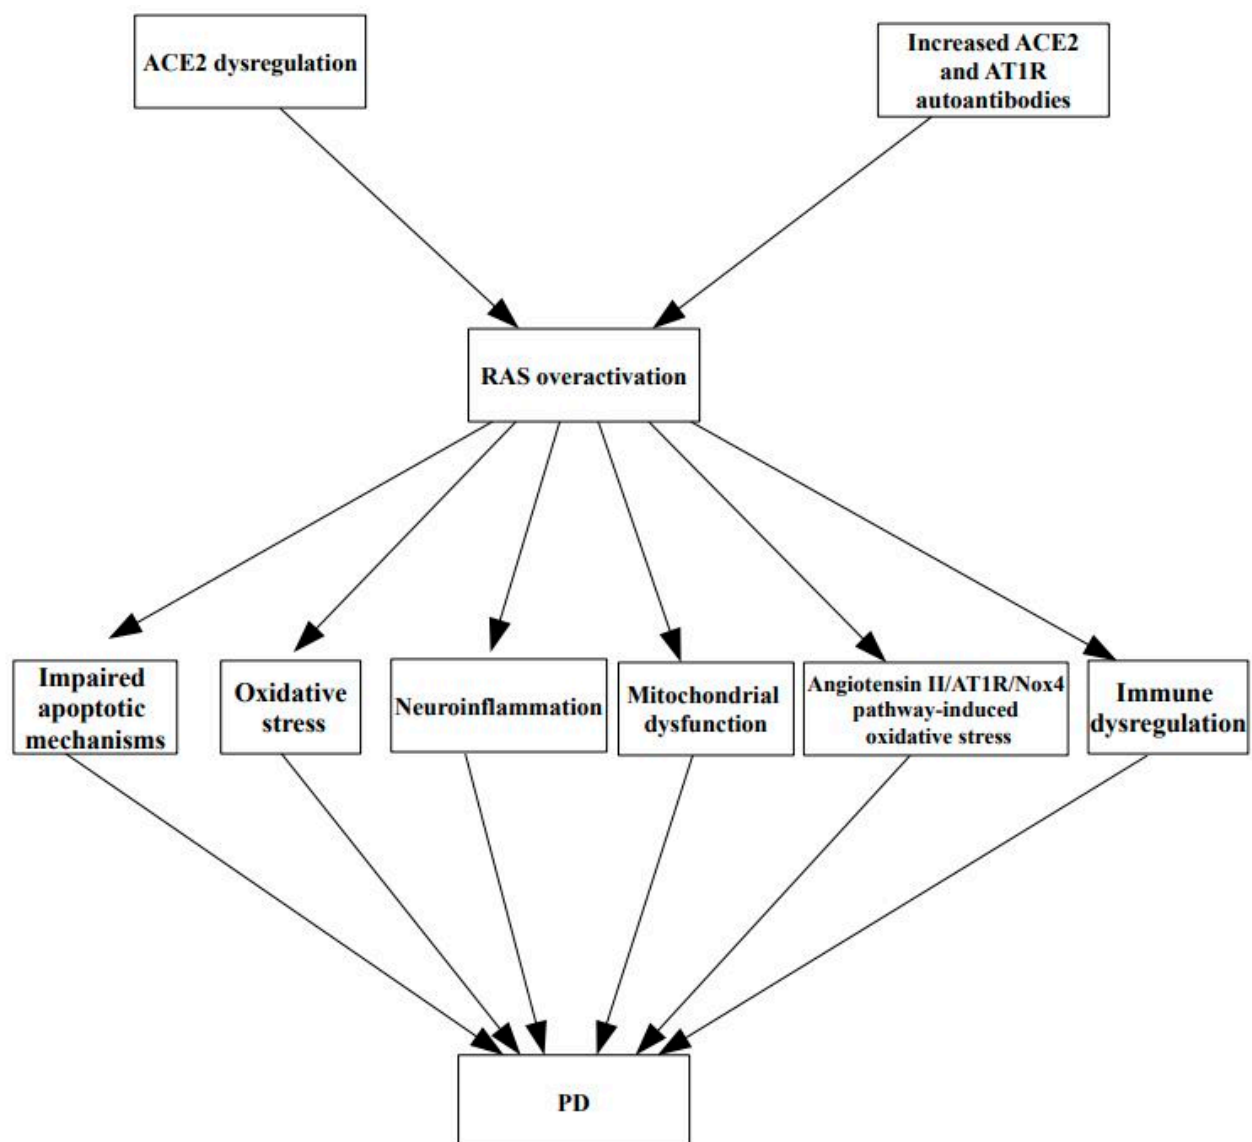 ACE2 dysregulation
Increased ACE2
and AT1R
autoantibodies
RAS overactivation
Impaired
apoptotic
mechanisms
Oxidative
stress
Neuroinflammation
Mitochondrial
dysfunction
Angiotensin II/AT1R/Nox4
pathway-induced
oxidative stress
Immune
dysregulation
PD